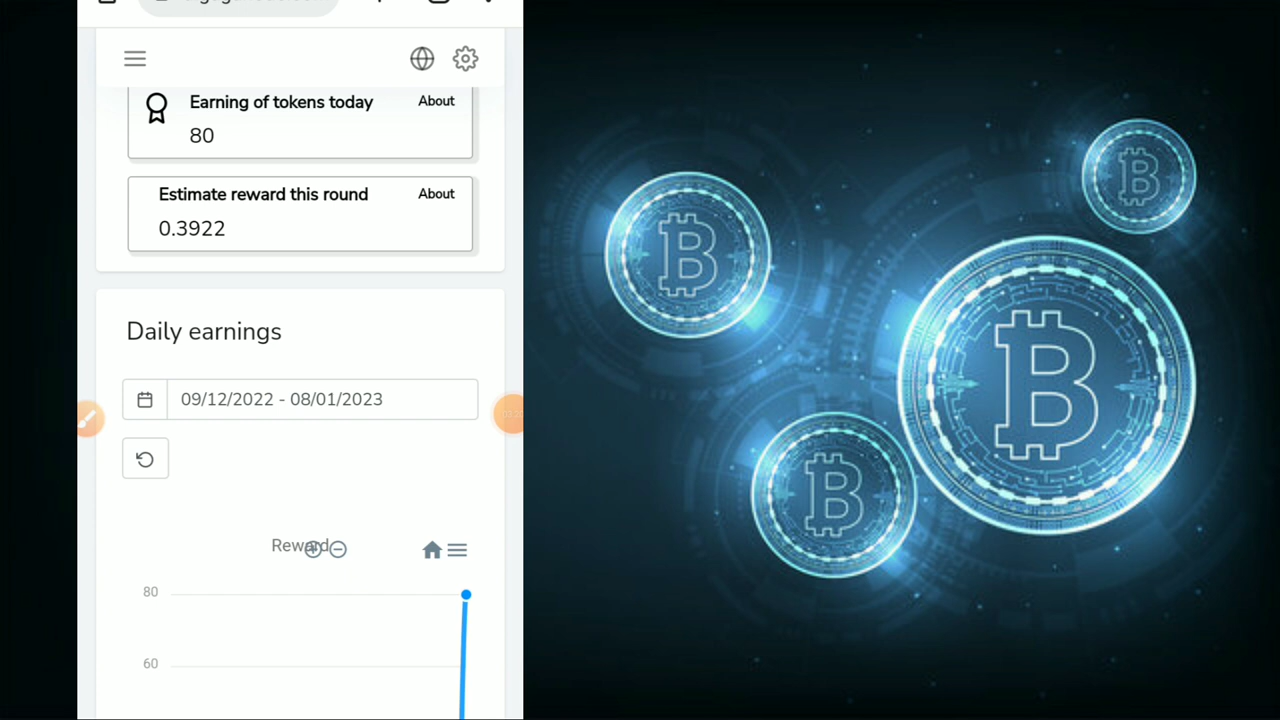 Earning of tokens today
About
80
Estimate reward this round
About
0.3922
Daily earnings
09/12/2022 - 08/01/2023
Reward
80
60